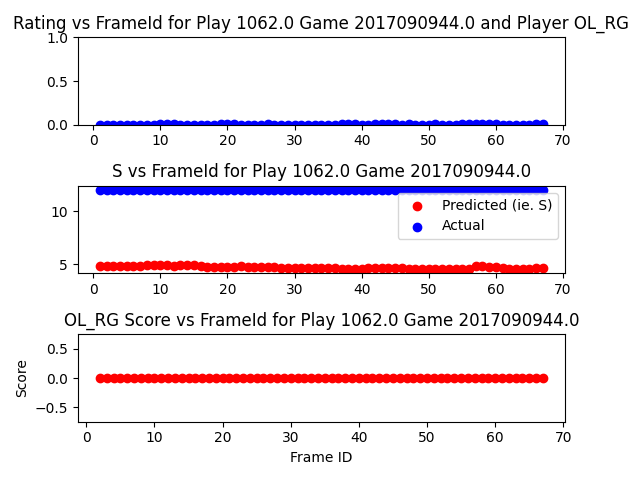 Rating vs FrameId for Play 1062.0 Game 2017090944.0 and Player OL_RG
1.0
0.5
0.0
0 10 20 30 40 50 60 70
S vs FrameId for Play 1062.0 Game 2017090944.0
10
5
Predicted (ie. S)
Actual
0 10 20 30 40 50 60 70
OL_RG Score vs FrameId for Play 1062.0 Game 2017090944.0
Score
0.5
0.0
−0.5
0 10 20 30 40 50 60 70
Frame ID